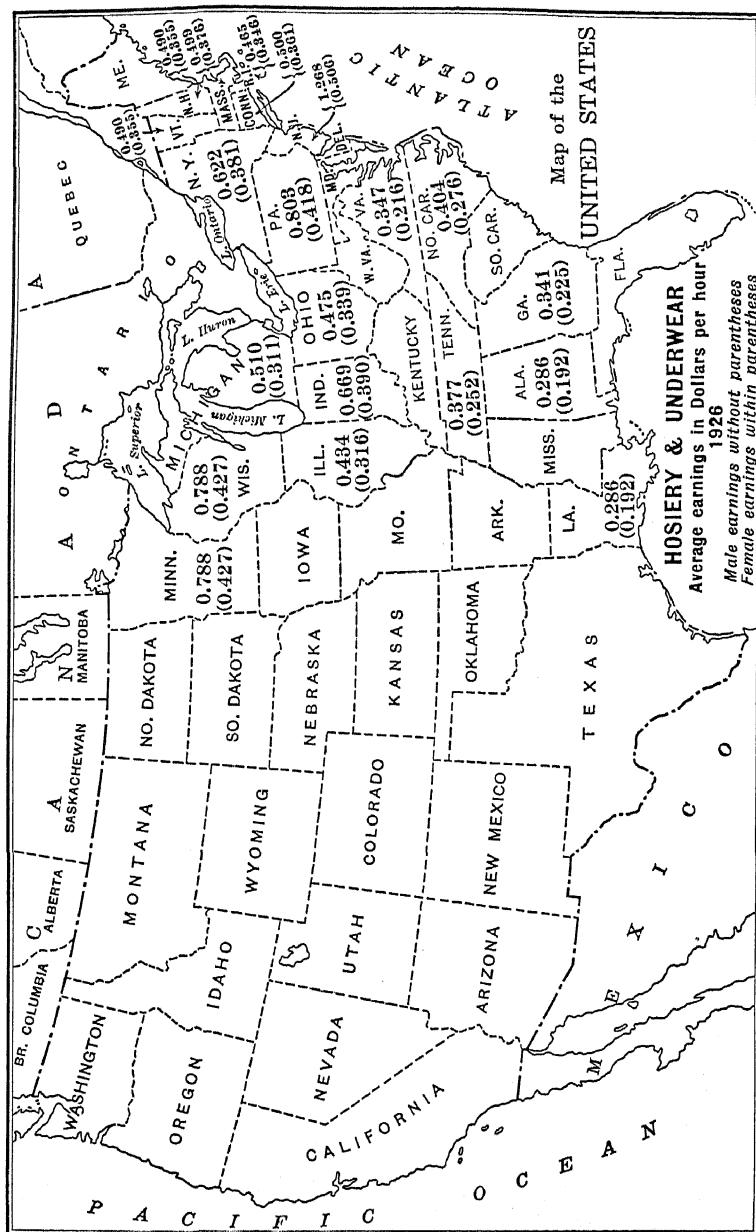 Map of the
UNITED STATES
HOSIERY & UNDERWEAR
Average earnings in Dollars per hour
1926
Male earnings without parentheses
Female earnings within parentheses
CANADA
BR. COLUMBIA
ALBERTA
SASKACHEWAN
MANITOBA
ONTARIO
QUEBEC
WASHINGTON
OREGON
CALIFORNIA
NEVADA
IDAHO
MONTANA
WYOMING
UTAH
ARIZONA
COLORADO
NEW MEXICO
NO. DAKOTA
SO. DAKOTA
NEBRASKA
KANSAS
OKLAHOMA
TEXAS
MINN.
0.788
(0.427)
IOWA
MO.
ARK.
LA.
0.286
(0.192)
0.788
(0.427)
WIS.
ILL.
0.434
(0.316)
MICHIGAN
0.510
(0.311)
IND.
0.669
(0.390)
OHIO
0.475
(0.339)
KENTUCKY
TENN.
0.377
(0.252)
MISS.
ALA.
0.286
(0.192)
GA.
0.341
(0.225)
FLA.
SO. CAR.
NO. CAR.
0.404
(0.276)
VA.
0.347
(0.216)
W. VA.
PA.
0.803
(0.418)
N.Y.
0.622
(0.381)
MD.
DEL.
N.J.
1.268
(0.506)
CONN.
0.500
(0.361)
R.I.
0.465
(0.346)
MASS.
0.499
(0.376)
N.H.
0.490
(0.355)
VT.
0.490
(0.355)
ME.
L. Superior
L. Michigan
L. Huron
L. Erie
L. Ontario
ATLANTIC
OCEAN
PACIFIC
OCEAN
MEXICO